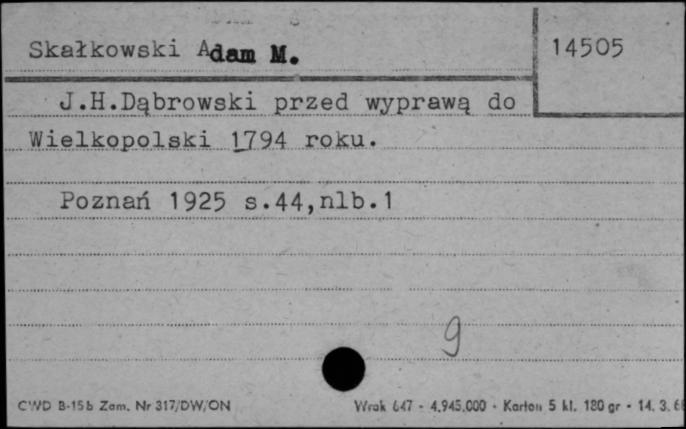 Skałkowski Adam M.
14505
J.H.Dąbrowski przed wyprawą do
Wielkopolski 1794 roku.
Poznań 1925 s.44,nlb.1
9
CWD B-15b Zam. Nr 317/DW/ON
Wrak 647 - 4.945.000 - Karton 5 kl. 180 gr - 14. 3. 6